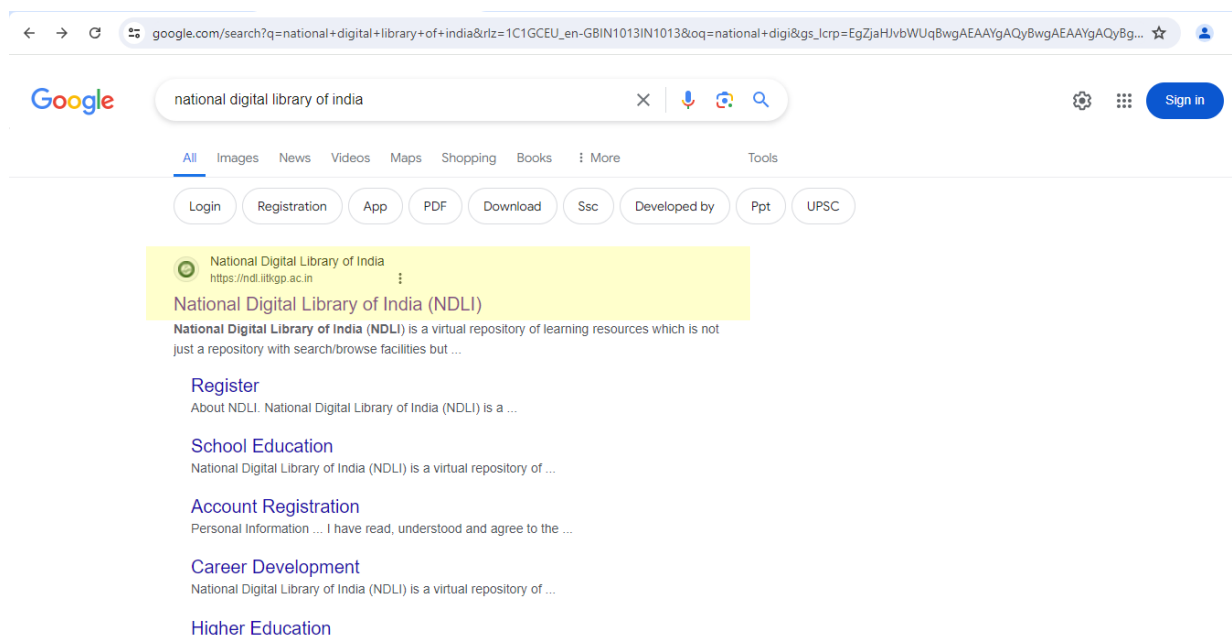 google.com/search?q=national+digital+library+of+india&rlz=1C1GCEU_en-GBIN1013IN1013&oq=national+digi&gs_lcrp=EgZjaHJvbWUqBwgAEAAYgAQyBwgAEAAYgAQyBg...
Google
national digital library of india
Sign in
All Images News Videos Maps Shopping Books More Tools
Login Registration App PDF Download Ssc Developed by Ppt UPSC
National Digital Library of India
https://ndl.iitkgp.ac.in
National Digital Library of India (NDLI)
National Digital Library of India (NDLI) is a virtual repository of learning resources which is not
just a repository with search/browse facilities but ...
Register
About NDLI. National Digital Library of India (NDLI) is a ...
School Education
National Digital Library of India (NDLI) is a virtual repository of ...
Account Registration
Personal Information ... I have read, understood and agree to the ...
Career Development
National Digital Library of India (NDLI) is a virtual repository of ...
Higher Education